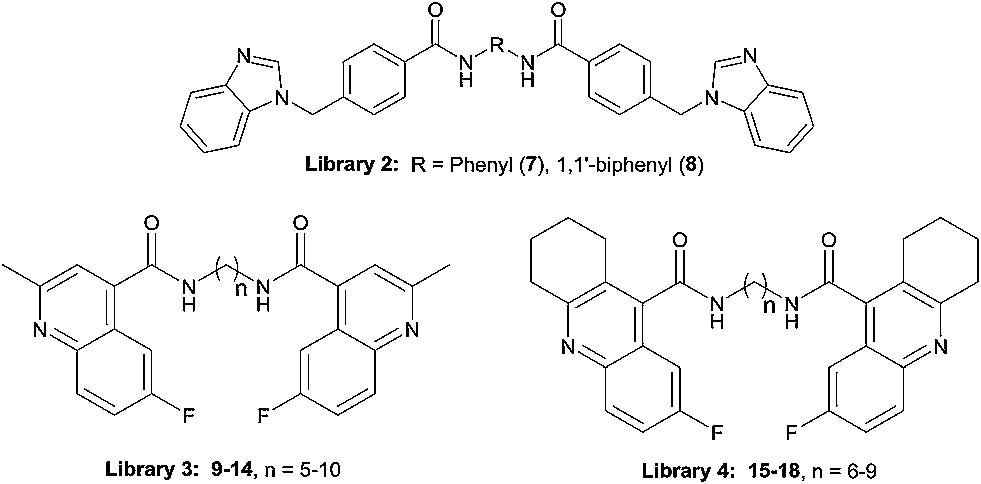 O O
N R N
H H
N N
N N
Library 2: R = Phenyl (7), 1,1'-biphenyl (8)
O O
N ( ) N
H n H
N N
F F
Library 3: 9-14, n = 5-10
O O
N ( ) N
H n H
N N
F F
Library 4: 15-18, n = 6-9